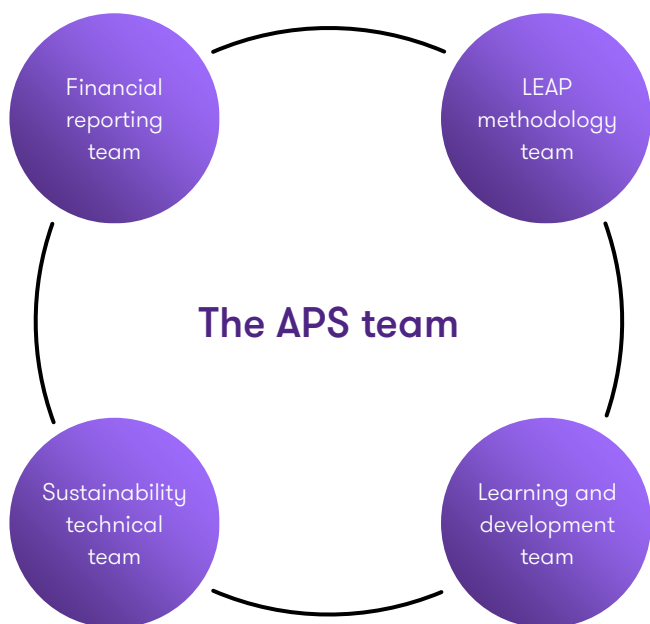 Financial
reporting
team
LEAP
methodology
team
The APS team
Sustainability
technical
team
Learning and
development
team